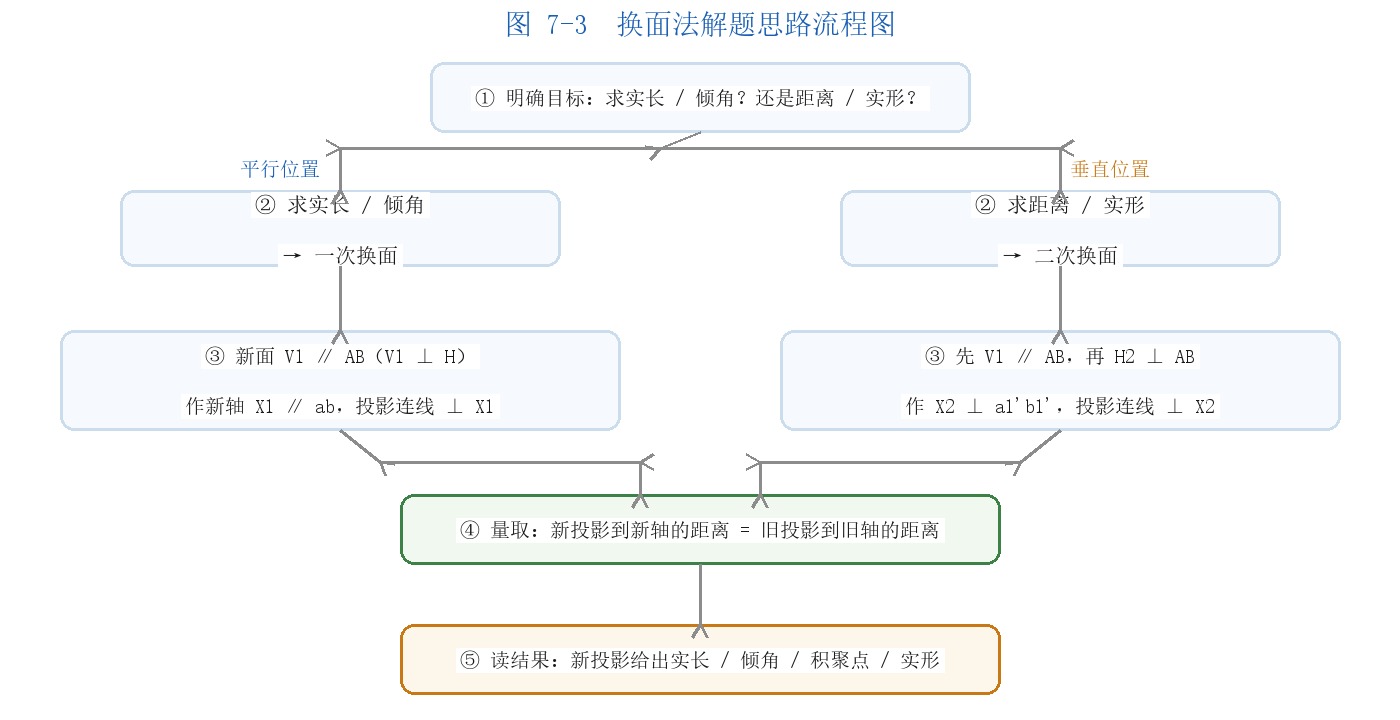 图 7-3  换面法解题思路流程图
① 明确目标：求实长 / 倾角？还是距离 / 实形？
平行位置
垂直位置
② 求实长 / 倾角
→ 一次换面
② 求距离 / 实形
→ 二次换面
③ 新面 V1 ∥ AB（V1 ⊥ H）
作新轴 X1 ∥ ab，投影连线 ⊥ X1
③ 先 V1 ∥ AB，再 H2 ⊥ AB
作 X2 ⊥ a1'b1'，投影连线 ⊥ X2
④ 量取：新投影到新轴的距离 = 旧投影到旧轴的距离
⑤ 读结果：新投影给出实长 / 倾角 / 积聚点 / 实形